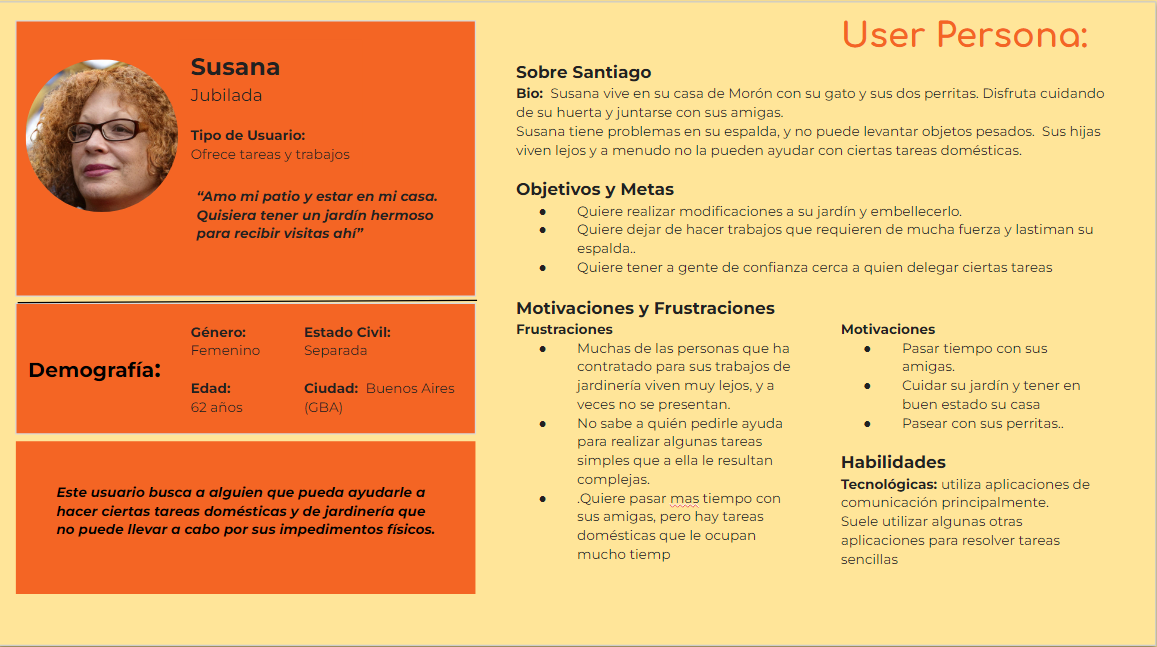 User Persona:
Susana
Jubilada
Tipo de Usuario:
Ofrece tareas y trabajos
“Amo mi patio y estar en mi casa.
Quisiera tener un jardín hermoso
para recibir visitas ahí”
Demografía:
Género:
Femenino
Estado Civil:
Separada
Edad:
62 años
Ciudad: Buenos Aires
(GBA)
Este usuario busca a alguien que pueda ayudarle a
hacer ciertas tareas domésticas y de jardinería que
no puede llevar a cabo por sus impedimentos físicos.
Sobre Santiago
Bio: Susana vive en su casa de Morón con su gato y sus dos perritas. Disfruta cuidando
de su huerta y juntarse con sus amigas.
Susana tiene problemas en su espalda, y no puede levantar objetos pesados. Sus hijas
viven lejos y a menudo no la pueden ayudar con ciertas tareas domésticas.
Objetivos y Metas
● Quiere realizar modificaciones a su jardín y embellecerlo.
● Quiere dejar de hacer trabajos que requieren de mucha fuerza y lastiman su
espalda..
● Quiere tener a gente de confianza cerca a quien delegar ciertas tareas
Motivaciones y Frustraciones
Frustraciones
● Muchas de las personas que ha
contratado para sus trabajos de
jardinería viven muy lejos, y a
veces no se presentan.
● No sabe a quién pedirle ayuda
para realizar algunas tareas
simples que a ella le resultan
complejas.
● .Quiere pasar mas tiempo con
sus amigas, pero hay tareas
domésticas que le ocupan
mucho tiemp
Motivaciones
● Pasar tiempo con sus
amigas.
● Cuidar su jardín y tener en
buen estado su casa
● Pasear con sus perritas..
Habilidades
Tecnológicas: utiliza aplicaciones de
comunicación principalmente.
Suele utilizar algunas otras
aplicaciones para resolver tareas
sencillas